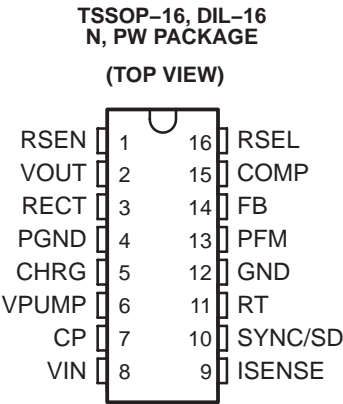 TSSOP–16, DIL–16
N, PW PACKAGE
(TOP VIEW)
RSEN 1 16 RSEL
VOUT 2 15 COMP
RECT 3 14 FB
PGND 4 13 PFM
CHRG 5 12 GND
VPUMP 6 11 RT
CP 7 10 SYNC/SD
VIN 8 9 ISENSE